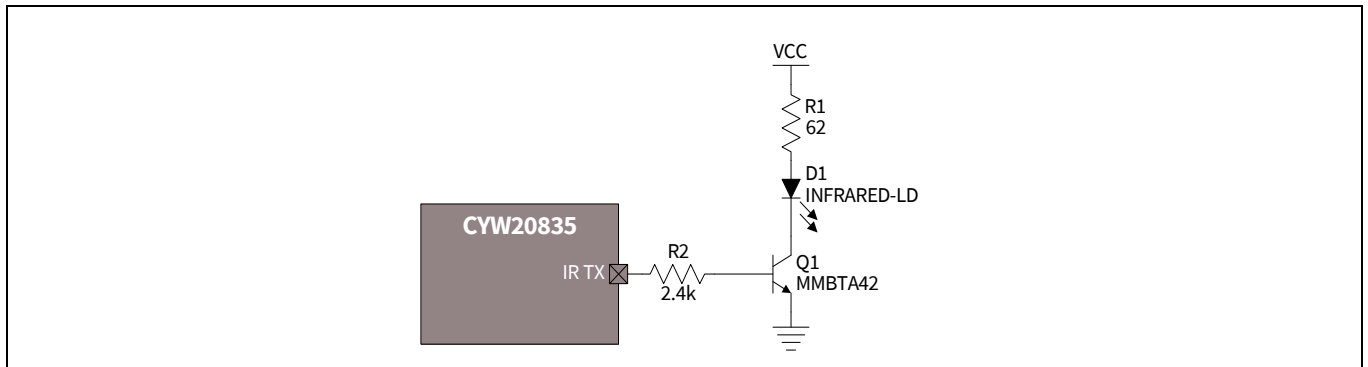 VCC
R1
62
D1
INFRARED-LD
CYW20835
R2
IR TX
2.4k
Q1
MMBTA42